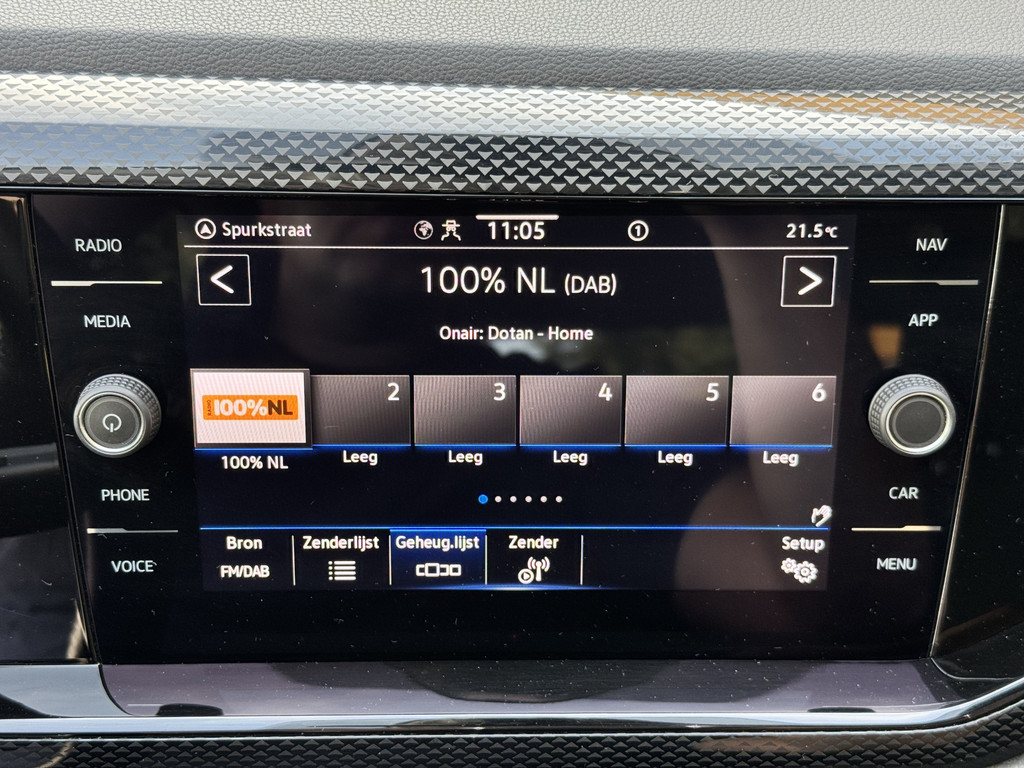 RADIO
MEDIA
PHONE
VOICE
Spurkstraat 11:05 1 21.5°C
< 100% NL (DAB) >
Onair: Dotan - Home
100%NL 2 3 4 5 6
100% NL Leeg Leeg Leeg Leeg Leeg
Bron Zenderlijst Geheug.lijst Zender Setup
FM/DAB
NAV
APP
CAR
MENU